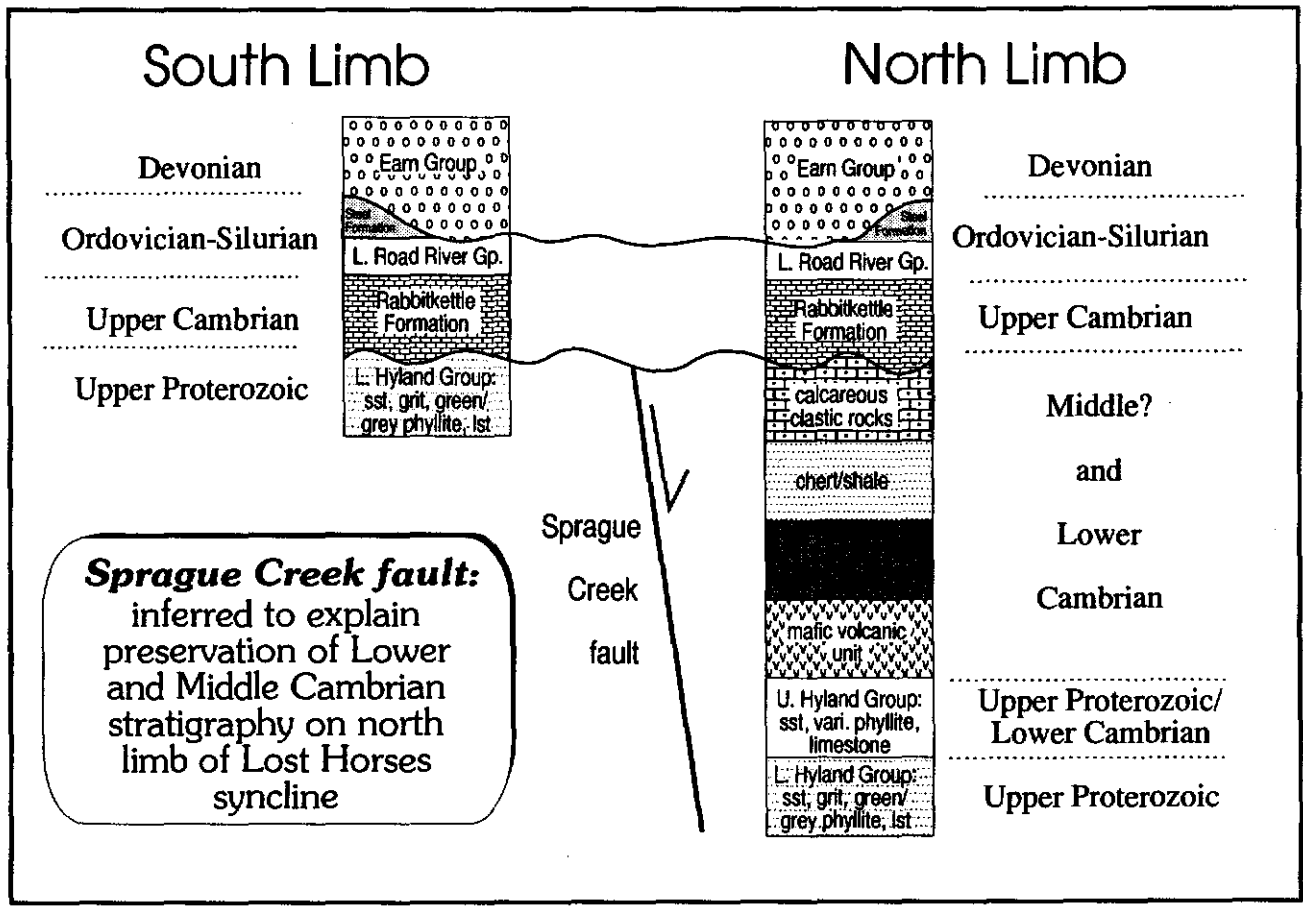 South Limb
North Limb
Devonian
Ordovician-Silurian
Upper Cambrian
Upper Proterozoic
Earn Group
Steel
Formation
L. Road River Gp.
Rabbitkettle
Formation
L. Hyland Group:
sst, grit, green/
grey phyllite, lst
Sprague
Creek
fault
Sprague Creek fault:
inferred to explain
preservation of Lower
and Middle Cambrian
stratigraphy on north
limb of Lost Horses
syncline
Earn Group
Steel
Formation
L. Road River Gp.
Rabbitkettle
Formation
calcareous
clastic rocks
chert/shale
mafic volcanic
unit
U. Hyland Group:
sst, vari. phyllite,
limestone
L. Hyland Group:
sst, grit, green/
grey phyllite, lst
Devonian
Ordovician-Silurian
Upper Cambrian
Middle?
and
Lower
Cambrian
Upper Proterozoic/
Lower Cambrian
Upper Proterozoic